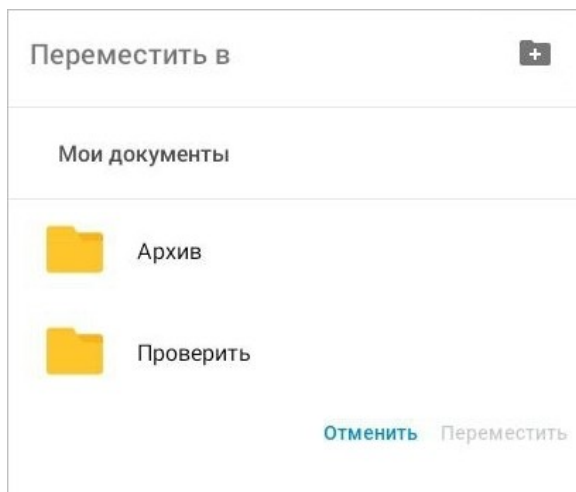 Переместить в
Мои документы
Архив
Проверить
Отменить Переместить